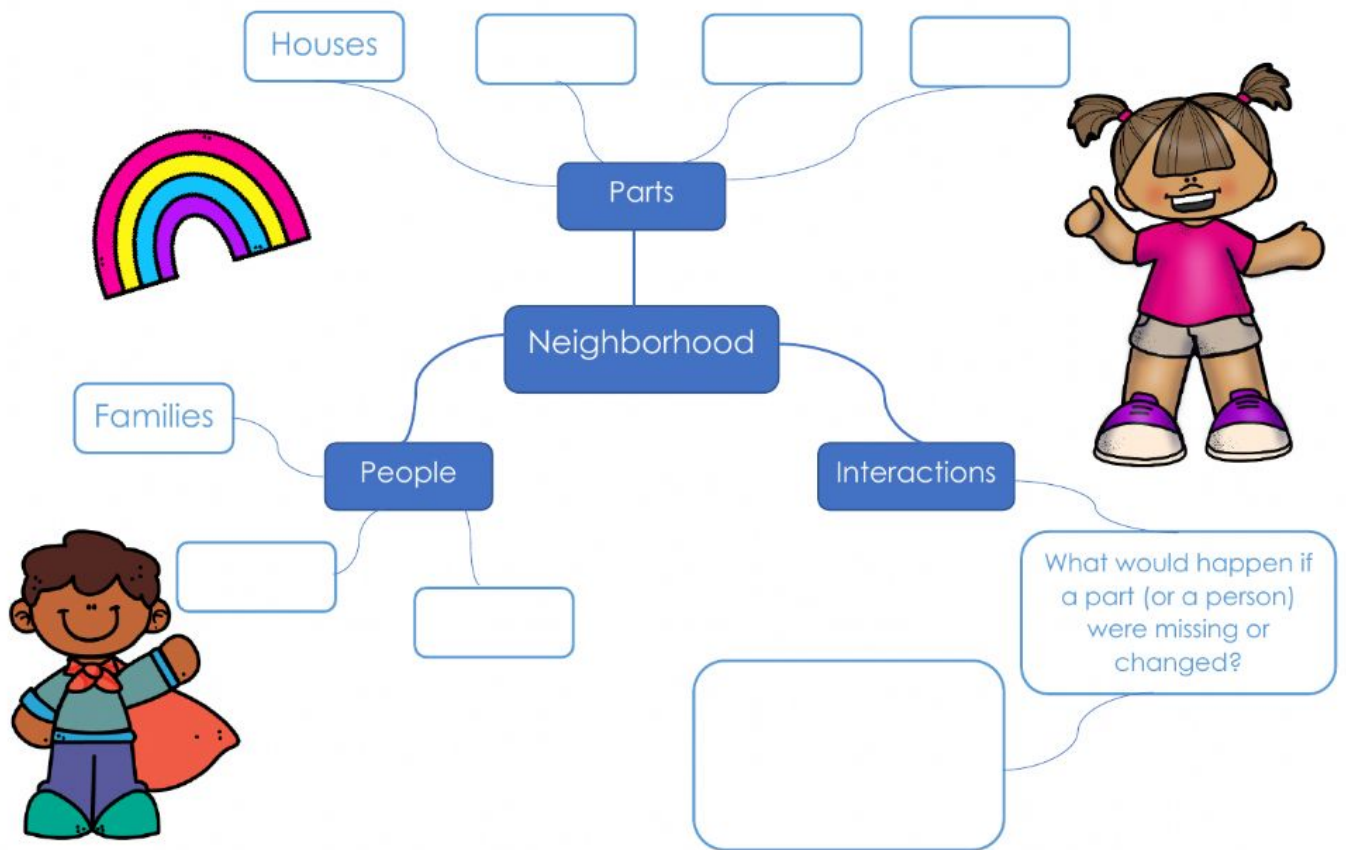 Houses
Parts
Neighborhood
Families
People
Interactions
What would happen if
a part (or a person)
were missing or
changed?